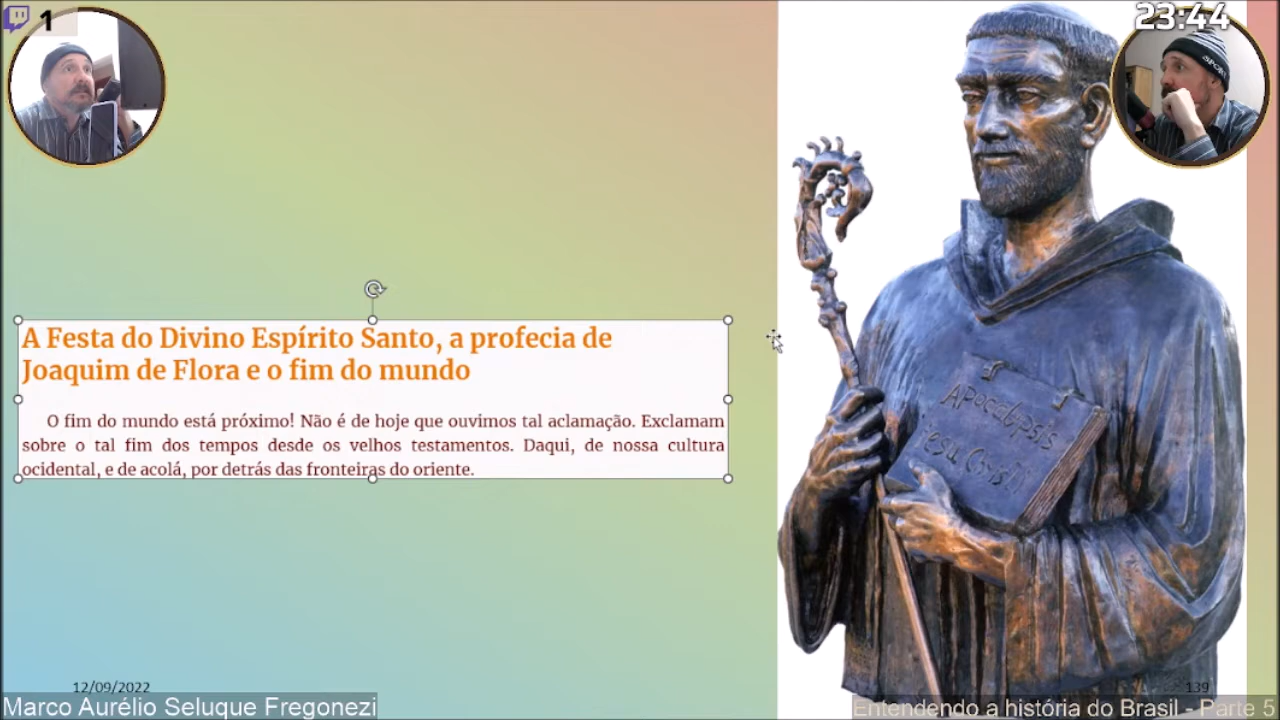 1
23:44
A Festa do Divino Espírito Santo, a profecia de
Joaquim de Flora e o fim do mundo
O fim do mundo está próximo! Não é de hoje que ouvimos tal aclamação. Exclamam
sobre o tal fim dos tempos desde os velhos testamentos. Daqui, de nossa cultura
ocidental, e de acolá, por detrás das fronteiras do oriente.
Apocalypsis
Jesu Christi
12/09/2022
139
Marco Aurélio Seluque Fregonezi
Entendendo a história do Brasil - Parte 5